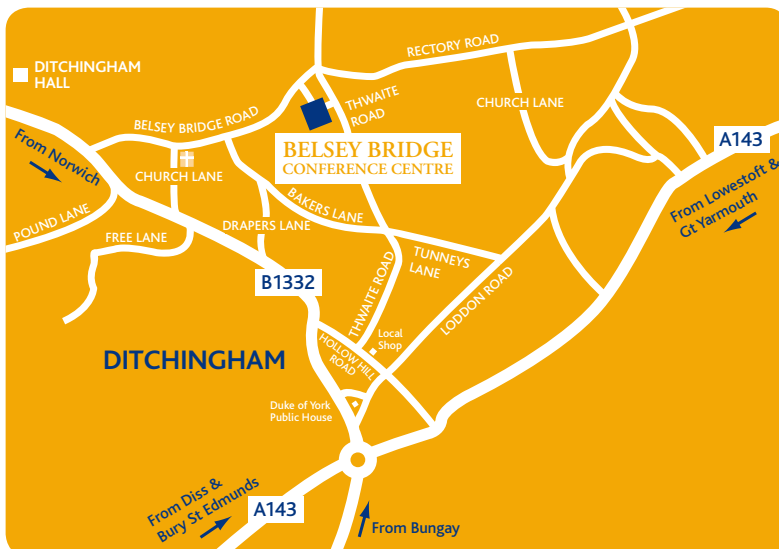 RECTORY ROAD
DITCHINGHAM
HALL
THWAITE
ROAD
CHURCH LANE
BELSEY BRIDGE ROAD
A143
From Norwich
BELSEY BRIDGE
CONFERENCE CENTRE
CHURCH LANE
From Lowestoft &
Gt Yarmouth
BAKERS LANE
POUND LANE
DRAPERS LANE
FREE LANE
TUNNEYS
LANE
B1332
THWAITE ROAD
LODDON ROAD
Local
Shop
HOLLOW HILL
ROAD
DITCHINGHAM
Duke of York
Public House
From Diss &
Bury St Edmunds
A143
From Bungay